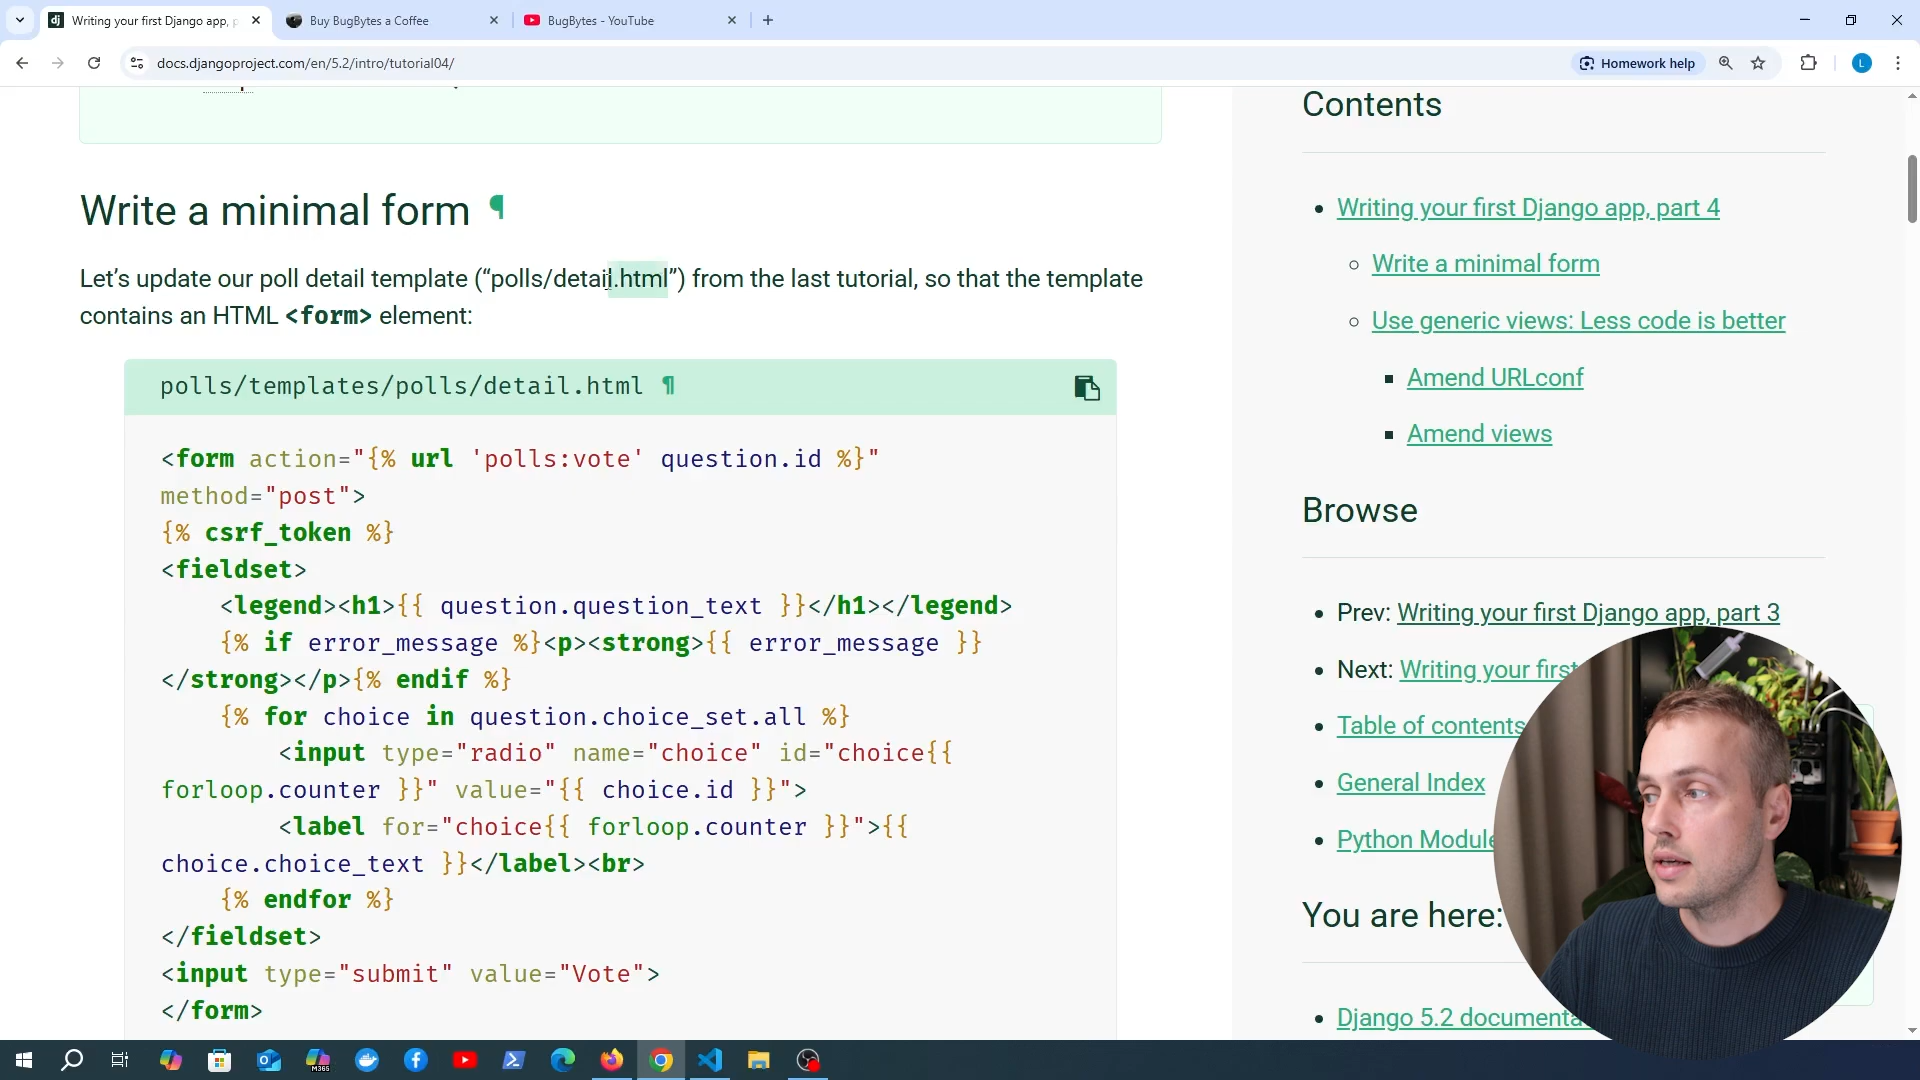 Writing your first Django app, p
Buy BugBytes a Coffee
BugBytes - YouTube
docs.djangoproject.com/en/5.2/intro/tutorial04/
Homework help
L
Write a minimal form ¶
Let’s update our poll detail template (“polls/detail.html”) from the last tutorial, so that the template
contains an HTML <form> element:
polls/templates/polls/detail.html ¶
<form action="{% url 'polls:vote' question.id %}"
method="post">
{% csrf_token %}
<fieldset>
    <legend><h1>{{ question.question_text }}</h1></legend>
    {% if error_message %}<p><strong>{{ error_message }}
</strong></p>{% endif %}
    {% for choice in question.choice_set.all %}
        <input type="radio" name="choice" id="choice{{
forloop.counter }}" value="{{ choice.id }}">
        <label for="choice{{ forloop.counter }}">{{
choice.choice_text }}</label><br>
    {% endfor %}
</fieldset>
<input type="submit" value="Vote">
</form>
Contents
Writing your first Django app, part 4
Write a minimal form
Use generic views: Less code is better
Amend URLconf
Amend views
Browse
Prev: Writing your first Django app, part 3
Next: Writing your first
Table of contents
General Index
Python Module
You are here:
Django 5.2 documenta
M365